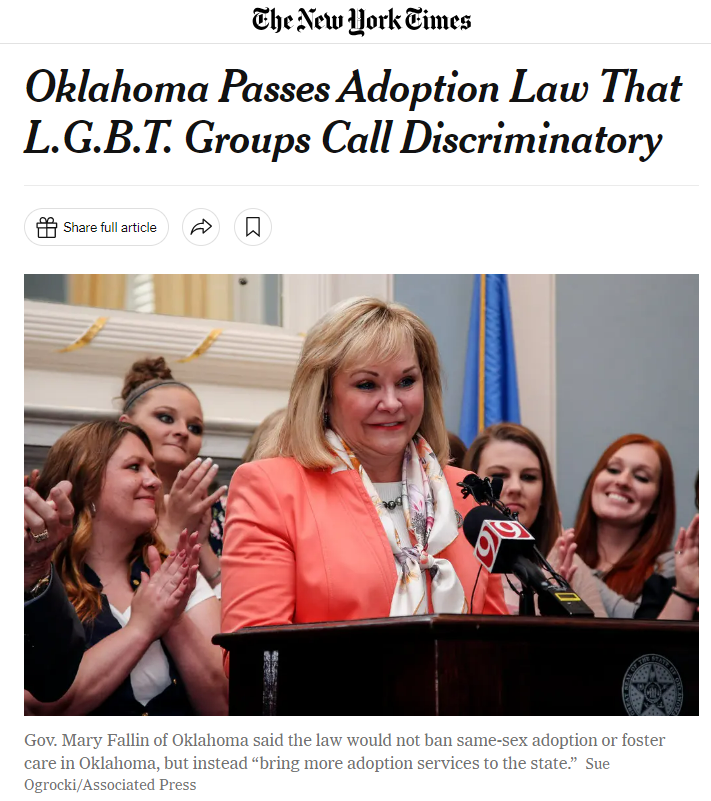 The New York Times
Oklahoma Passes Adoption Law That
L.G.B.T. Groups Call Discriminatory
Share full article
9 9
Gov. Mary Fallin of Oklahoma said the law would not ban same-sex adoption or foster
care in Oklahoma, but instead “bring more adoption services to the state.” Sue
Ogrocki/Associated Press